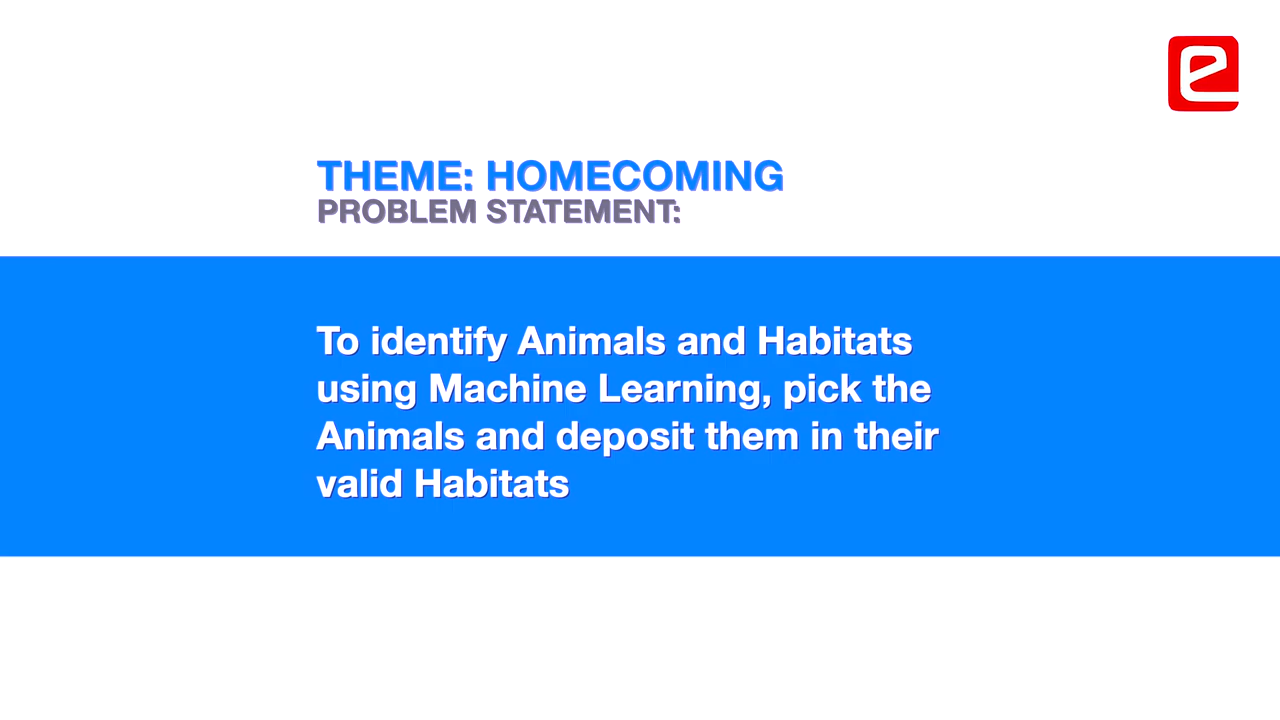 e
THEME: HOMECOMING
PROBLEM STATEMENT:
To identify Animals and Habitats
using Machine Learning, pick the
Animals and deposit them in their
valid Habitats